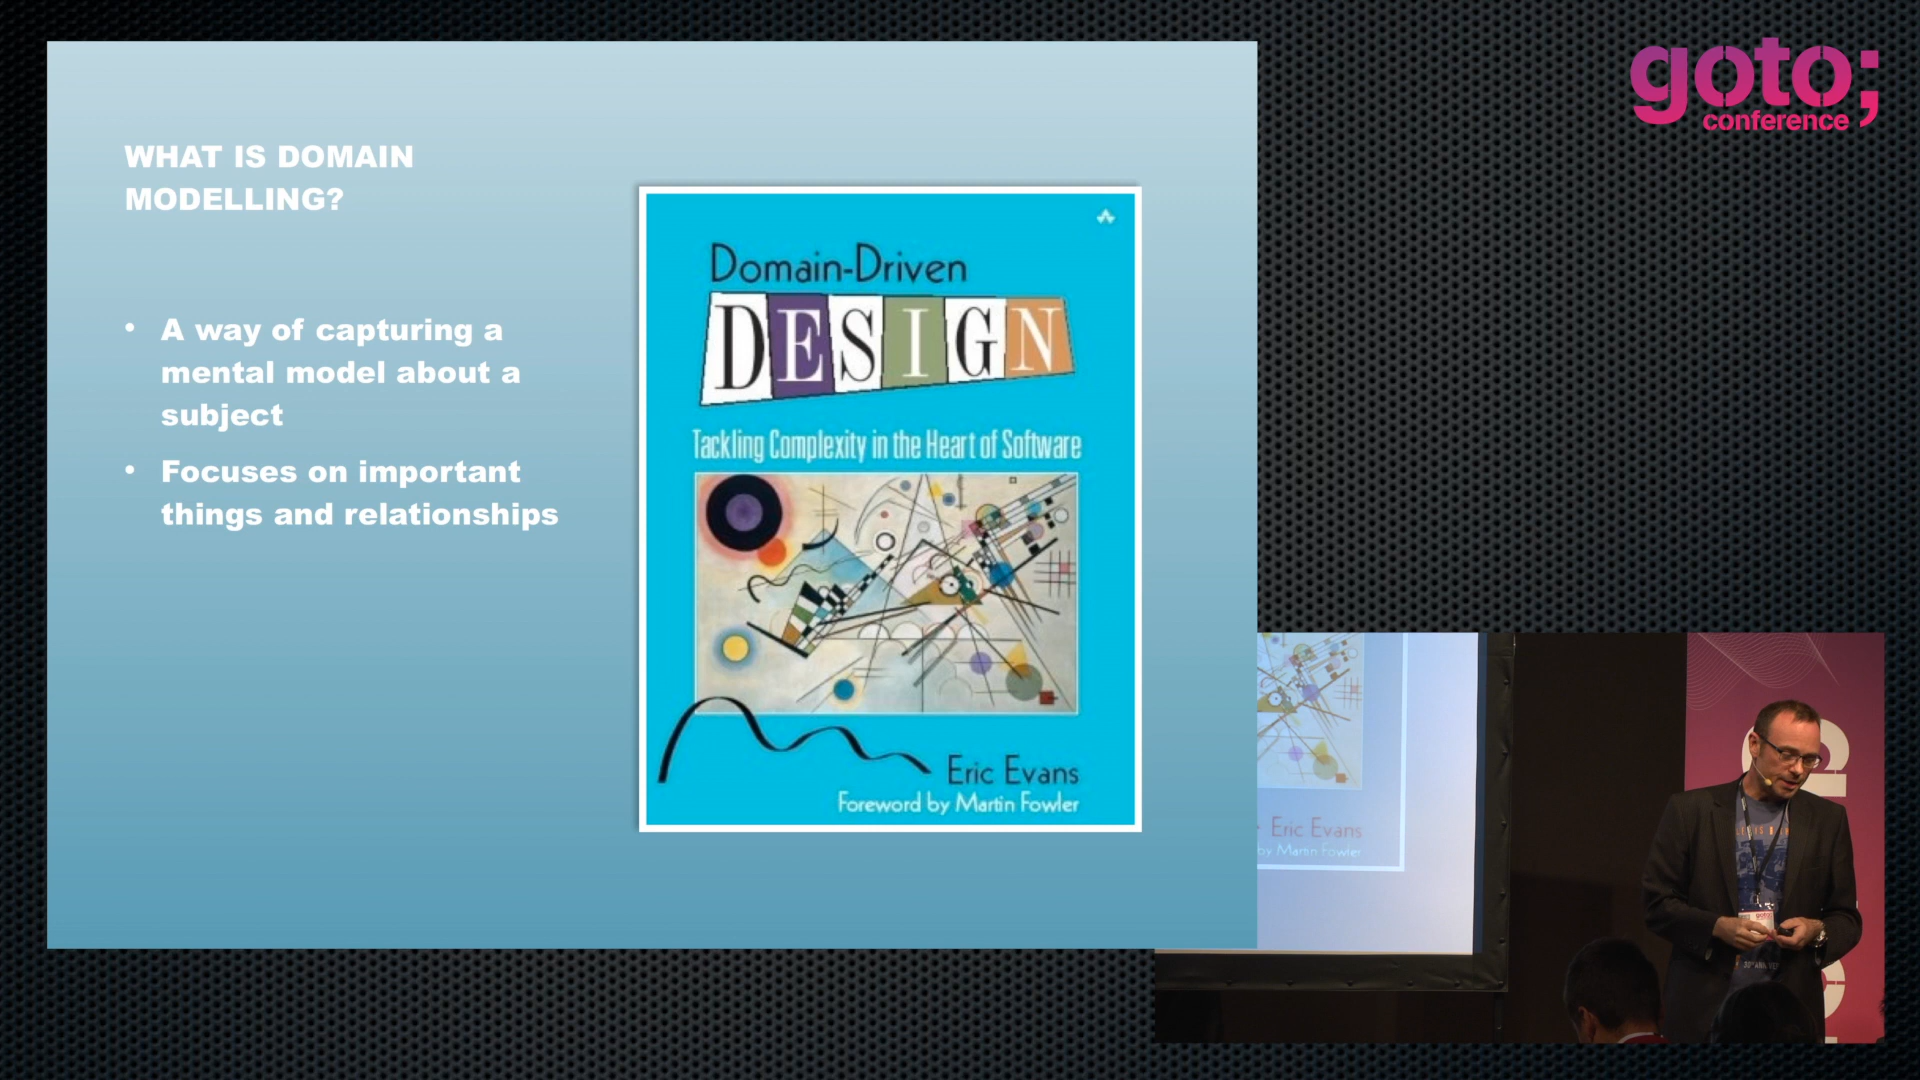 WHAT IS DOMAIN
MODELLING?
• A way of capturing a
mental model about a
subject
• Focuses on important
things and relationships
Domain-Driven
DESIGN
Tackling Complexity in the Heart of Software
Eric Evans
Foreword by Martin Fowler
goto;
conference
Eric Evans
by Martin Fowler